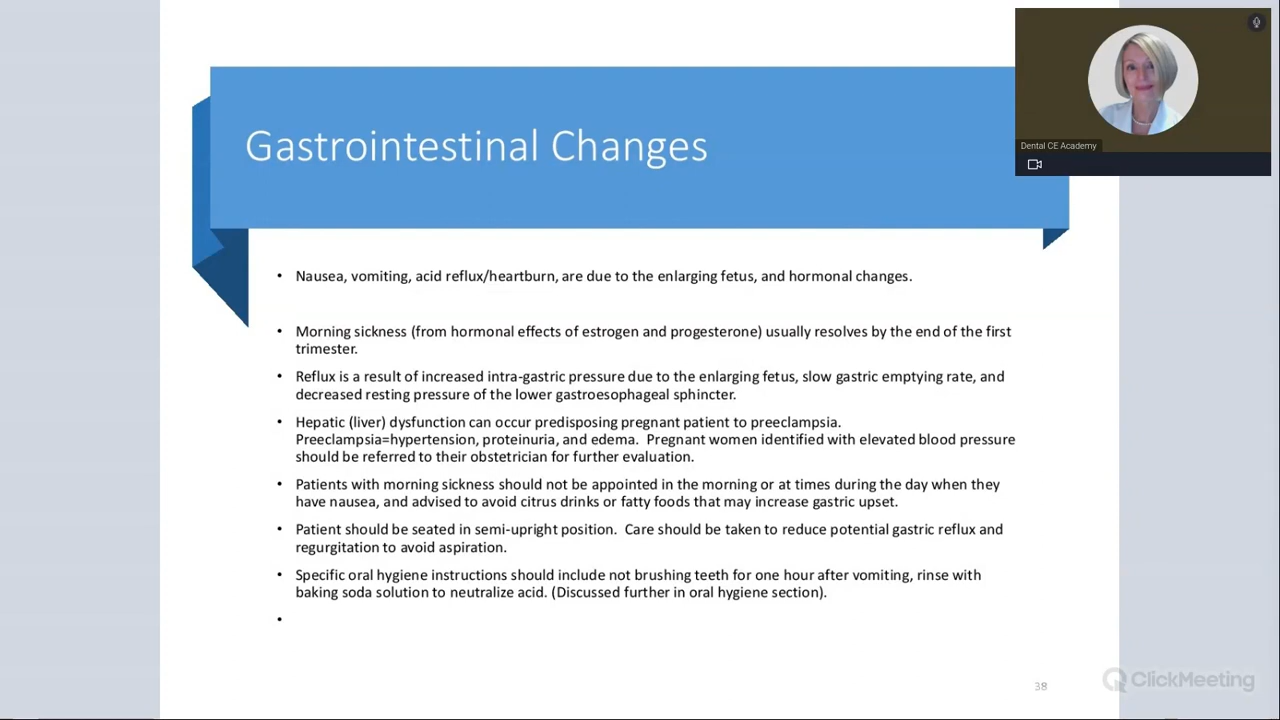 Dental CE Academy
Gastrointestinal Changes
• Nausea, vomiting, acid reflux/heartburn, are due to the enlarging fetus, and hormonal changes.
• Morning sickness (from hormonal effects of estrogen and progesterone) usually resolves by the end of the first
trimester.
• Reflux is a result of increased intra-gastric pressure due to the enlarging fetus, slow gastric emptying rate, and
decreased resting pressure of the lower gastroesophageal sphincter.
• Hepatic (liver) dysfunction can occur predisposing pregnant patient to preeclampsia.
Preeclampsia=hypertension, proteinuria, and edema. Pregnant women identified with elevated blood pressure
should be referred to their obstetrician for further evaluation.
• Patients with morning sickness should not be appointed in the morning or at times during the day when they
have nausea, and advised to avoid citrus drinks or fatty foods that may increase gastric upset.
• Patient should be seated in semi-upright position. Care should be taken to reduce potential gastric reflux and
regurgitation to avoid aspiration.
• Specific oral hygiene instructions should include not brushing teeth for one hour after vomiting, rinse with
baking soda solution to neutralize acid. (Discussed further in oral hygiene section).
•
38
ClickMeeting